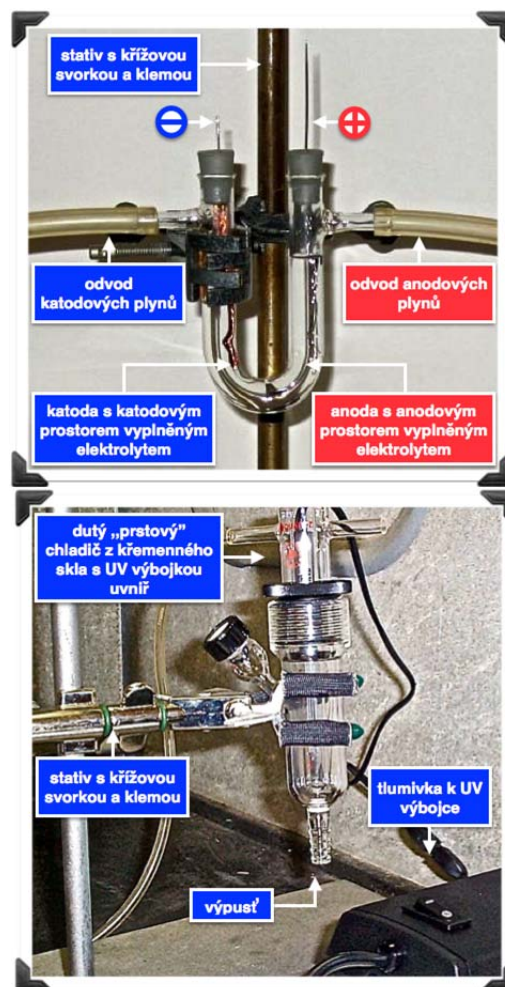 stativ s křížovou
svorkou a klemou
odvod
katodových plynů
odvod anodových
plynů
katoda s katodovým
prostorem vyplněným
elektrolytem
anoda s anodovým
prostorem vyplněným
elektrolytem
dutý „prstový”
chladič z křemenného
skla s UV výbojkou
uvniř
stativ s křížovou
svorkou a klemou
tlumivka k UV
výbojce
výpusť